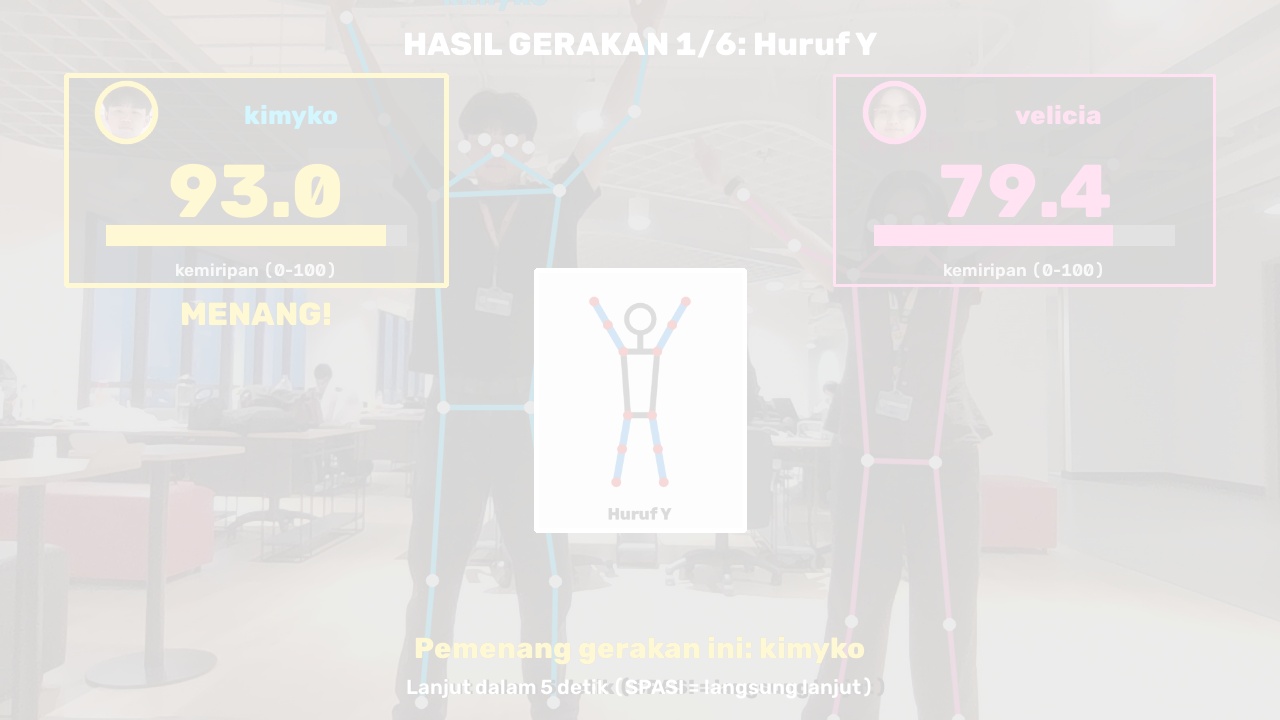 HASIL GERAKAN 1/6: Huruf Y
kimyko
93.0
kemiripan (0-100)
MENANG!
velicia
79.4
kemiripan (0-100)
Huruf Y
Pemenang gerakan ini: kimyko
Lanjut dalam 5 detik (SPASI = langsung lanjut)